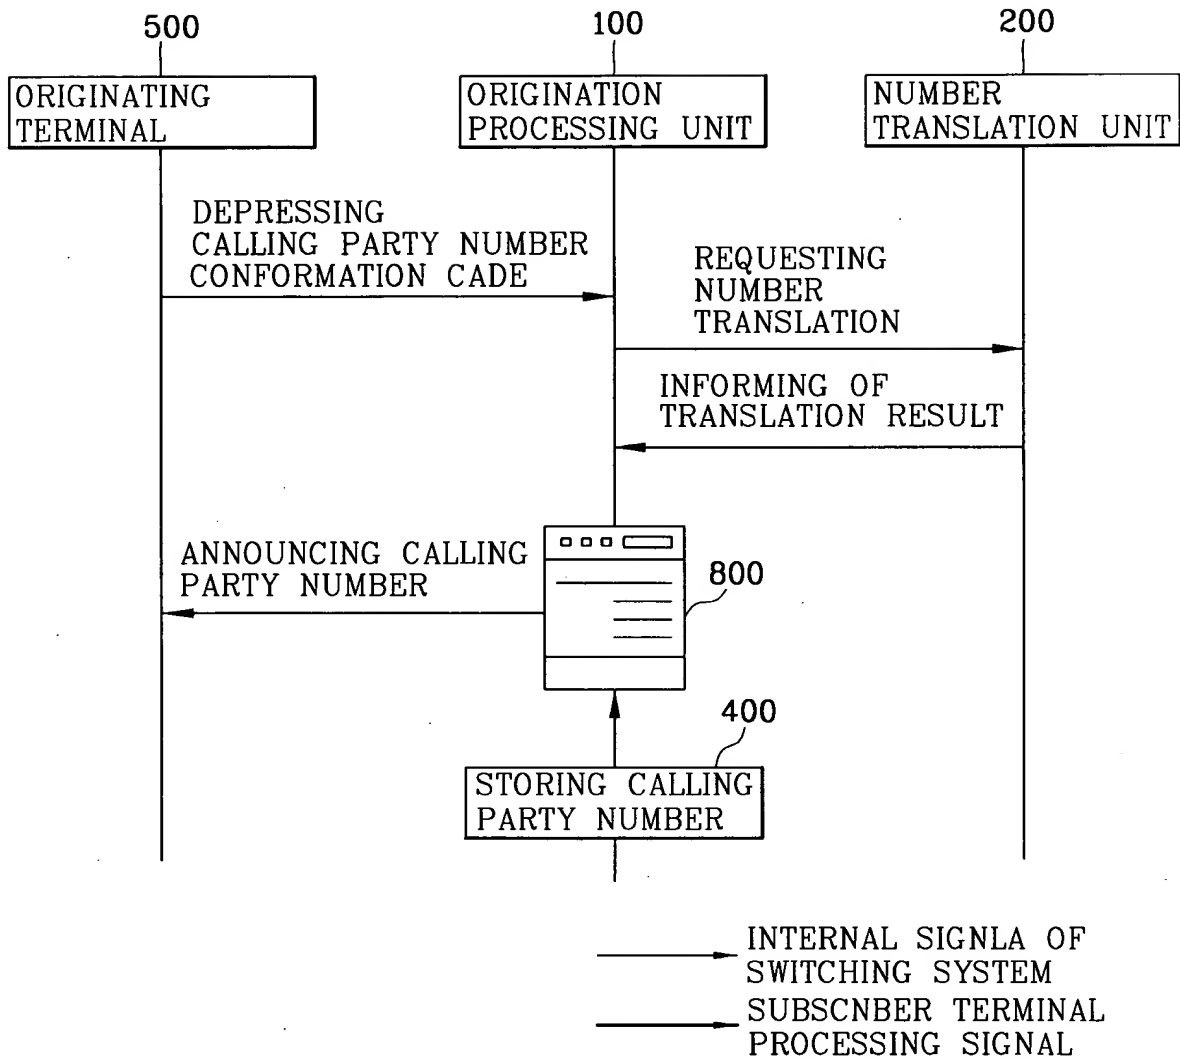 500
100
200
ORIGINATING
TERMINAL
ORIGINATION
PROCESSING UNIT
NUMBER
TRANSLATION UNIT
DEPRESSING
CALLING PARTY NUMBER
CONFORMATION CADE
REQUESTING
NUMBER
TRANSLATION
INFORMING OF
TRANSLATION RESULT
ANNOUNCING CALLING
PARTY NUMBER
800
400
STORING CALLING
PARTY NUMBER
INTERNAL SIGNLA OF
SWITCHING SYSTEM
SUBSCNBER TERMINAL
PROCESSING SIGNAL